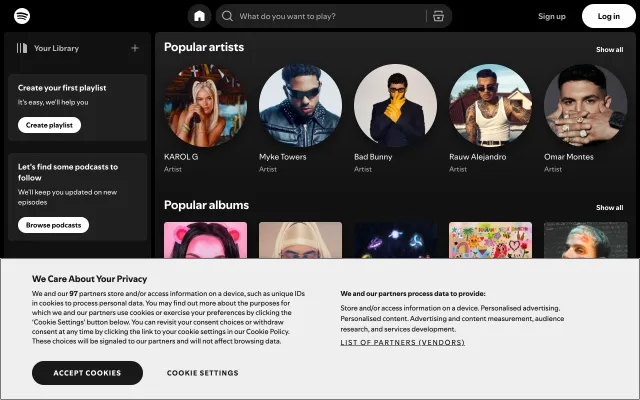 What do you want to play?
Sign up
Log in
Your Library
Create your first playlist
It's easy, we'll help you
Create playlist
Let's find some podcasts to
follow
We'll keep you updated on new
episodes
Browse podcasts
Popular artists
Show all
KAROL G
Artist
Myke Towers
Artist
Bad Bunny
Artist
Rauw Alejandro
Artist
Omar Montes
Artist
Popular albums
Show all
We Care About Your Privacy
We and our 97 partners store and/or access information on a device, such as unique IDs
in cookies to process personal data. You may find out more about the purposes for
which we and our partners use cookies or exercise your preferences by clicking the
'Cookie Settings' button below. You can revisit your consent choices or withdraw
consent at any time by clicking the link to your cookie settings in our Cookie Policy.
These choices will be signaled to our partners and will not affect browsing data.
We and our partners process data to provide:
Store and/or access information on a device. Personalised advertising.
Personalised content. Advertising and content measurement, audience
research, and services development.
LIST OF PARTNERS (VENDORS)
ACCEPT COOKIES
COOKIE SETTINGS